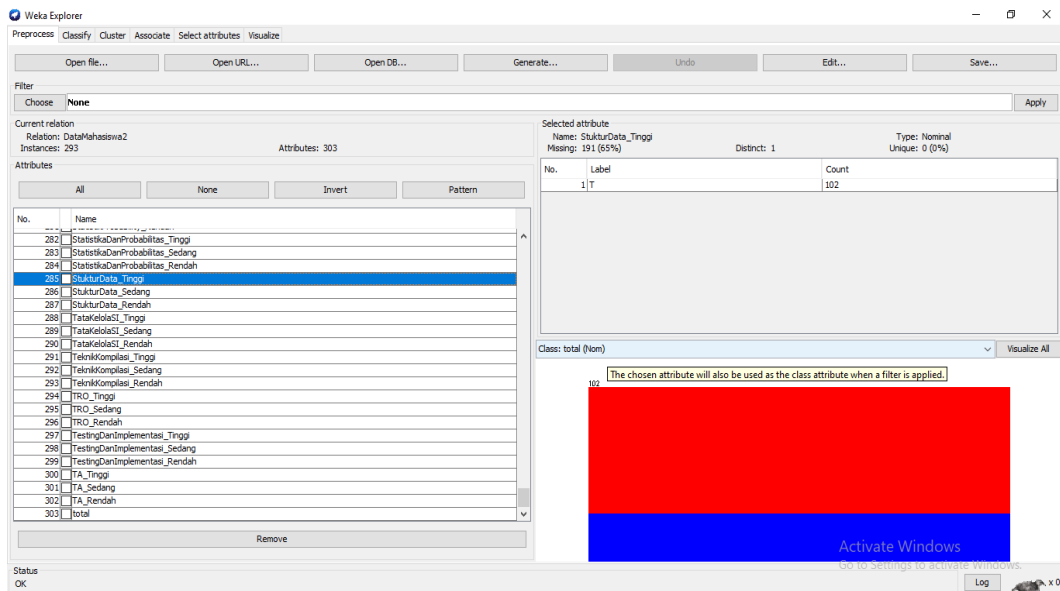 Weka Explorer
Preprocess Classify Cluster Associate Select attributes Visualize
Open file... Open URL... Open DB... Generate... Undo Edit... Save...
Filter
Choose None Apply
Current relation
Relation: DataMahasiswa2
Instances: 293 Attributes: 303
Attributes
All None Invert Pattern
No. Name
282 StatistikaDanProbabilitas_Tinggi
283 StatistikaDanProbabilitas_Sedang
284 StatistikaDanProbabilitas_Rendah
285 StukturData_Tinggi
286 StukturData_Sedang
287 StukturData_Rendah
288 TataKelolaSI_Tinggi
289 TataKelolaSI_Sedang
290 TataKelolaSI_Rendah
291 TeknikKompilasi_Tinggi
292 TeknikKompilasi_Sedang
293 TeknikKompilasi_Rendah
294 TRO_Tinggi
295 TRO_Sedang
296 TRO_Rendah
297 TestingDanImplementasi_Tinggi
298 TestingDanImplementasi_Sedang
299 TestingDanImplementasi_Rendah
300 TA_Tinggi
301 TA_Sedang
302 TA_Rendah
303 total
Remove
Selected attribute
Name: StukturData_Tinggi Type: Nominal
Missing: 191 (65%) Distinct: 1 Unique: 0 (0%)
No. Label Count
1 T 102
Class: total (Nom) Visualize All
The chosen attribute will also be used as the class attribute when a filter is applied.
102
Activate Windows
Go to Settings to activate Windows.
Status
OK
Log x 0